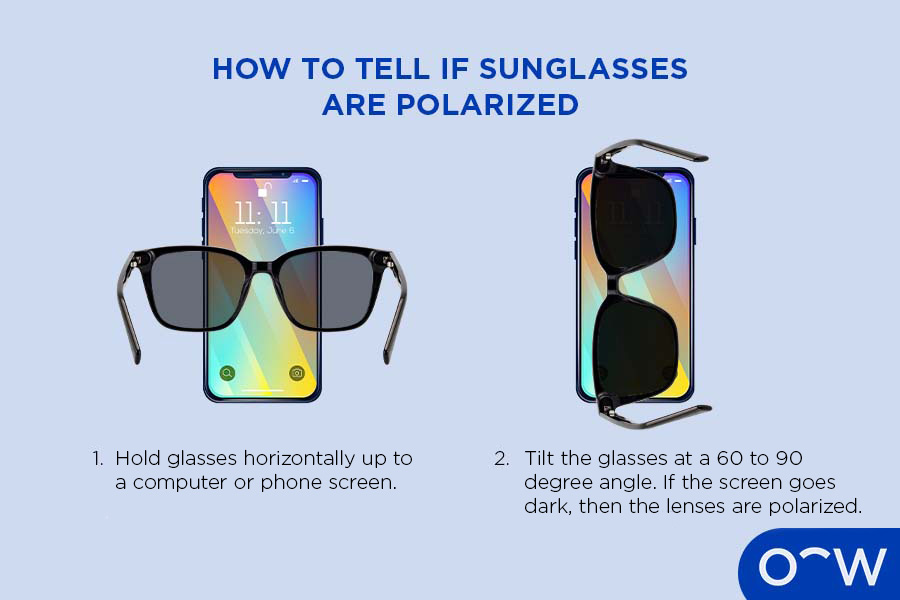 HOW TO TELL IF SUNGLASSES
ARE POLARIZED
11: 11
Tuesday, June 6
11: 11
1. Hold glasses horizontally up to
a computer or phone screen.
2. Tilt the glasses at a 60 to 90
degree angle. If the screen goes
dark, then the lenses are polarized.
O⌒W